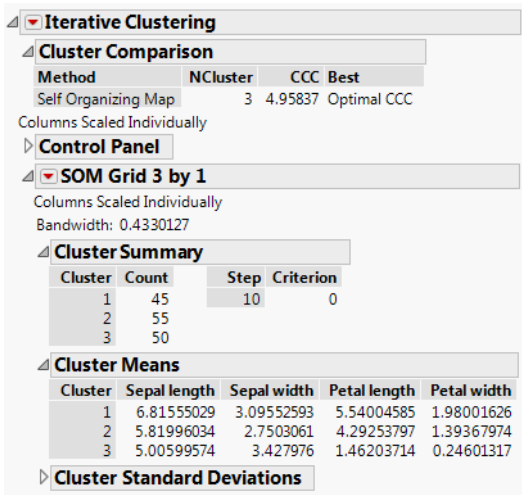 Iterative Clustering
Cluster Comparison
Method NCluster CCC Best
Self Organizing Map 3 4.95837 Optimal CCC
Columns Scaled Individually
Control Panel
SOM Grid 3 by 1
Columns Scaled Individually
Bandwidth: 0.4330127
Cluster Summary
Cluster Count Step Criterion
1 45 10 0
2 55
3 50
Cluster Means
Cluster Sepal length Sepal width Petal length Petal width
1 6.81555029 3.09552593 5.54004585 1.98001626
2 5.81996034 2.7503061 4.29253797 1.39367974
3 5.00599574 3.427976 1.46203714 0.24601317
Cluster Standard Deviations